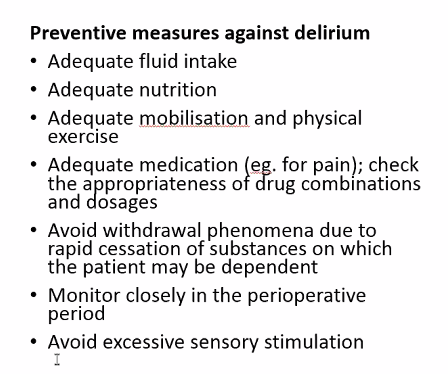 Preventive measures against delirium
• Adequate fluid intake
• Adequate nutrition
• Adequate mobilisation and physical
exercise
• Adequate medication (eg. for pain); check
the appropriateness of drug combinations
and dosages
• Avoid withdrawal phenomena due to
rapid cessation of substances on which
the patient may be dependent
• Monitor closely in the perioperative
period
• Avoid excessive sensory stimulation